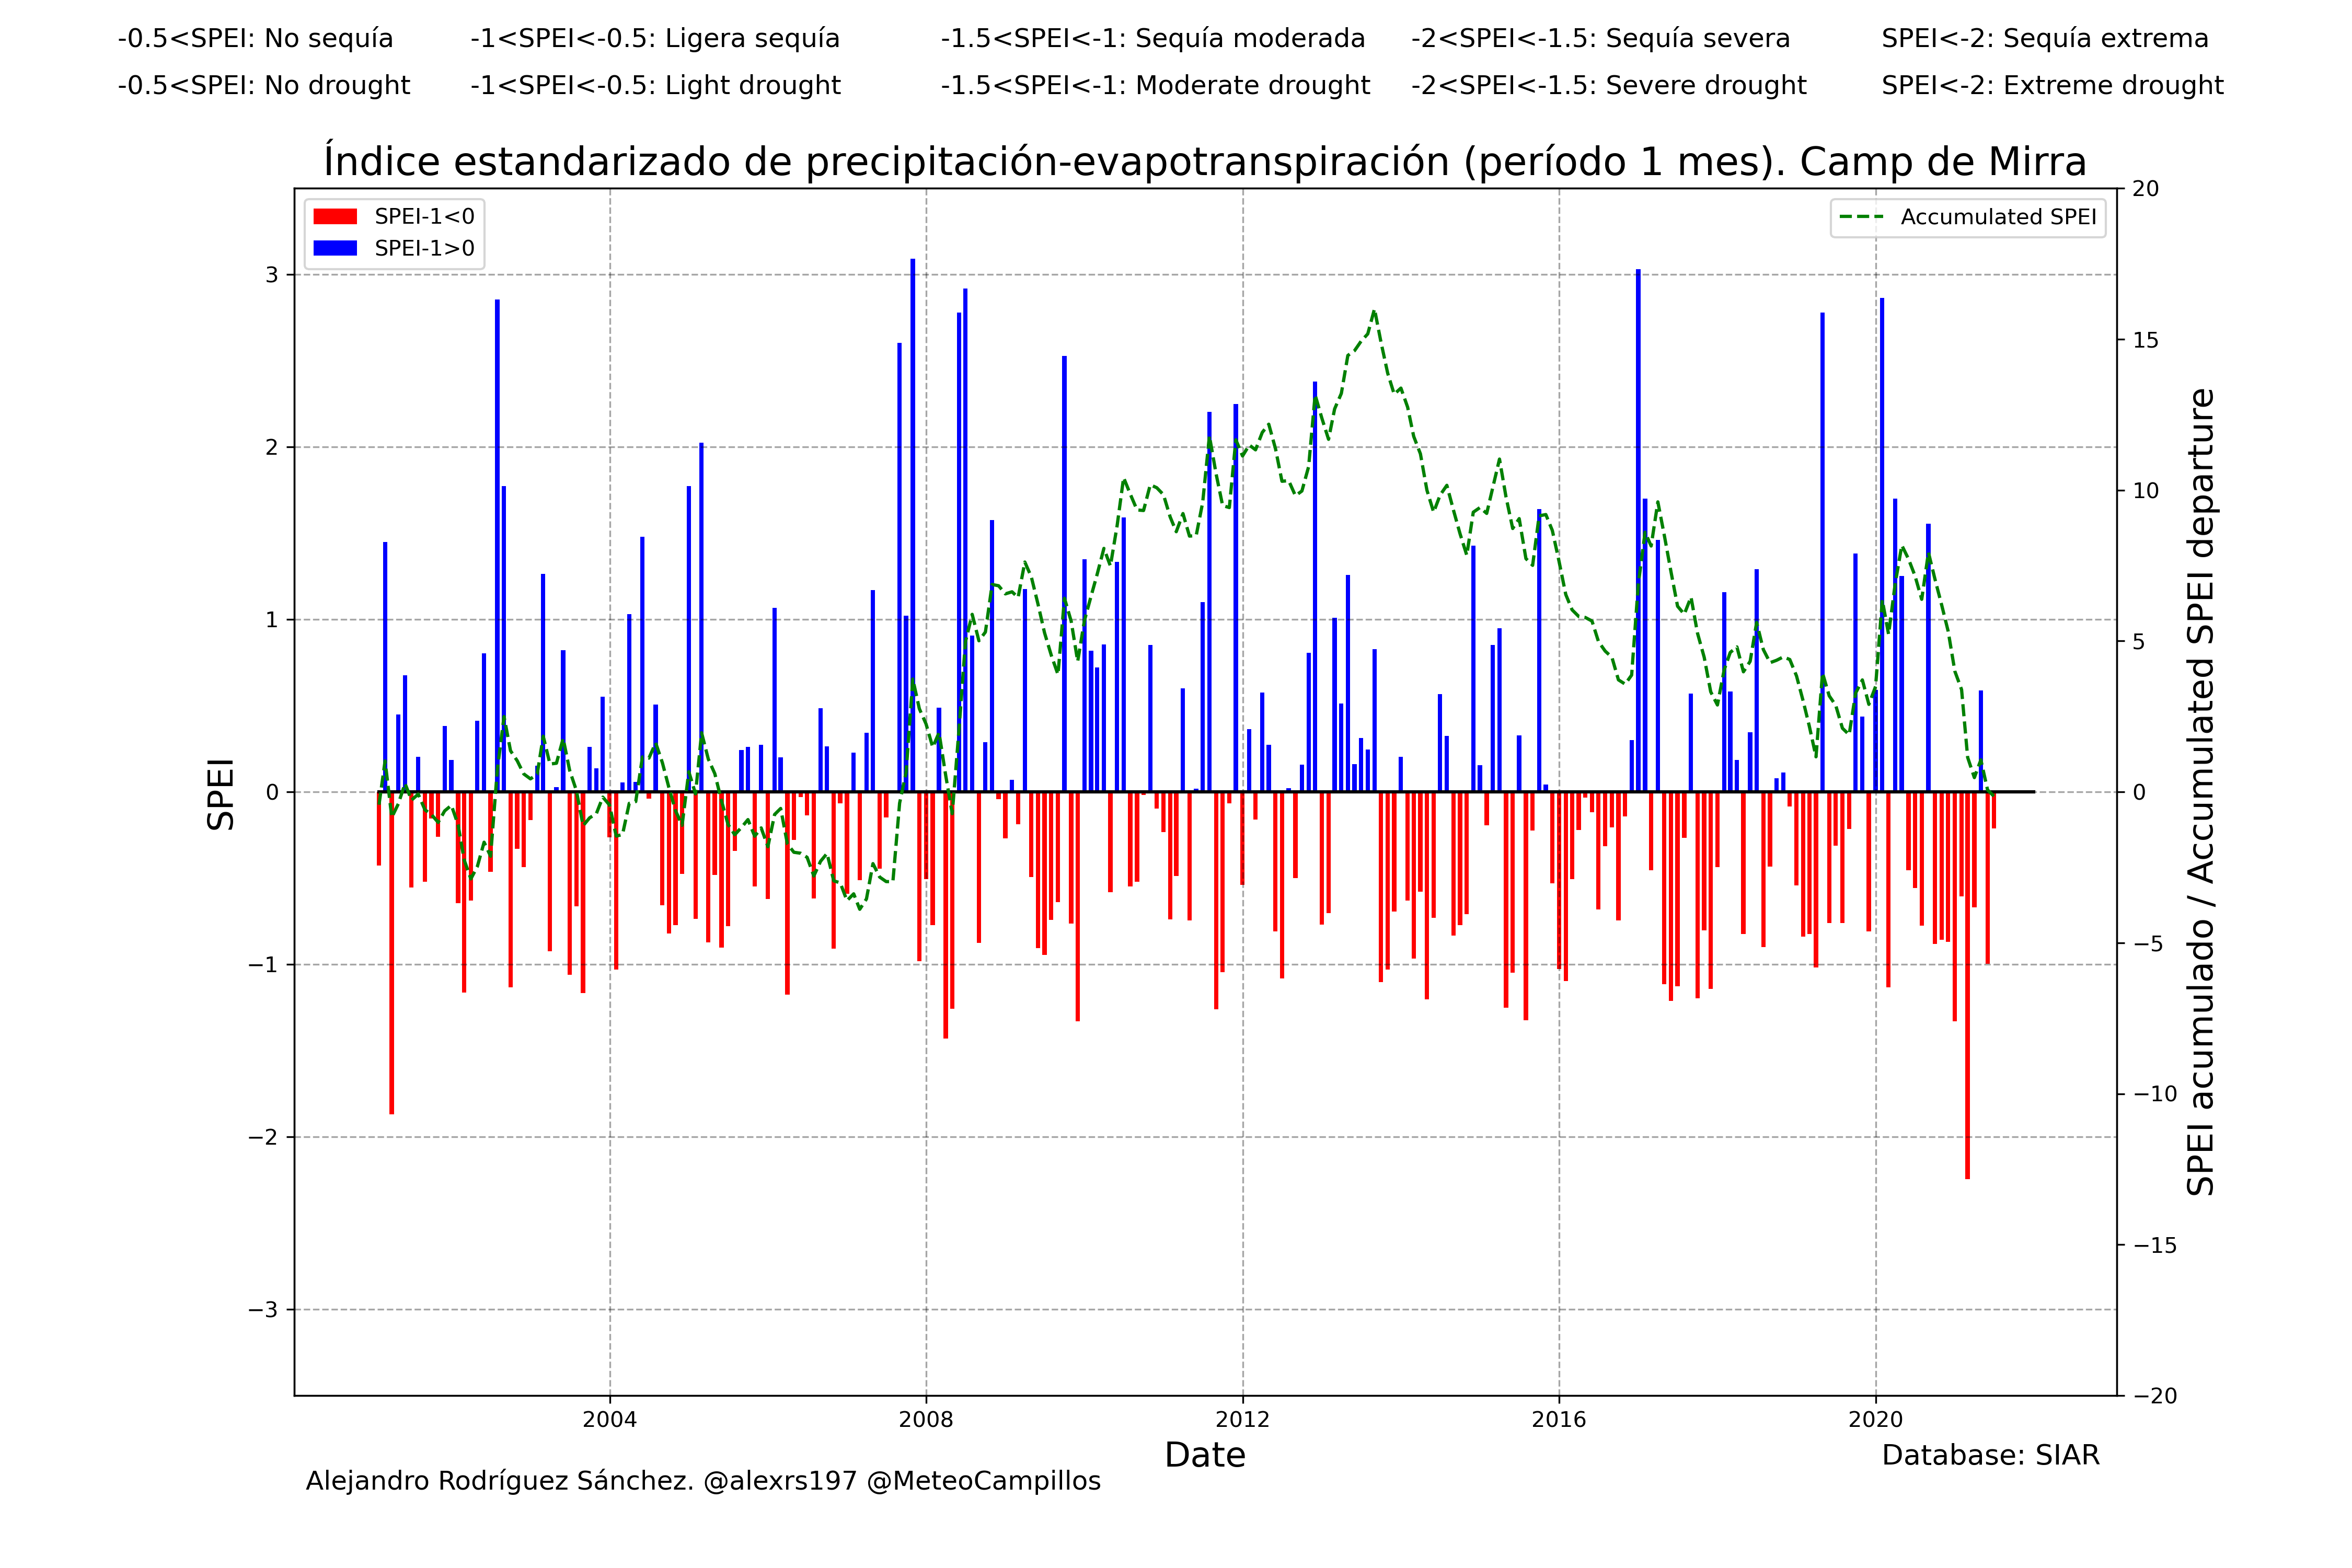 -0.5<SPEI: No sequía -1<SPEI<-0.5: Ligera sequía -1.5<SPEI<-1: Sequía moderada -2<SPEI<-1.5: Sequía severa SPEI<-2: Sequía extrema
-0.5<SPEI: No drought -1<SPEI<-0.5: Light drought -1.5<SPEI<-1: Moderate drought -2<SPEI<-1.5: Severe drought SPEI<-2: Extreme drought
Índice estandarizado de precipitación-evapotranspiración (período 1 mes). Camp de Mirra
SPEI-1<0
SPEI-1>0
Accumulated SPEI
SPEI
3
2
1
0
−1
−2
−3
20
15
10
5
0
−5
−10
−15
−20
SPEI acumulado / Accumulated SPEI departure
2004 2008 2012 2016 2020
Date
Database: SIAR
Alejandro Rodríguez Sánchez. @alexrs197 @MeteoCampillos